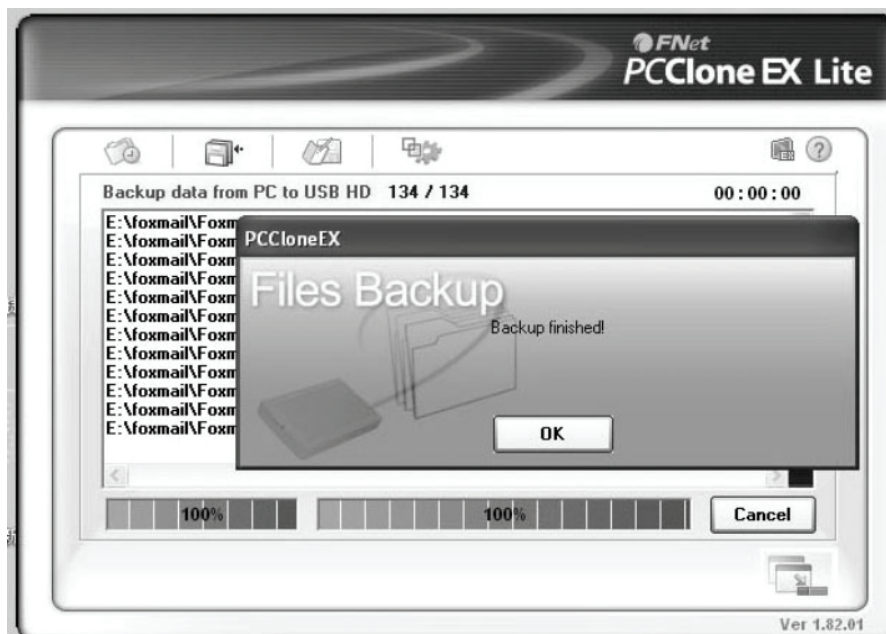 FNet
PCClone EX Lite
Backup data from PC to USB HD 134 / 134 00:00:00
E:\foxmail\Foxm
E:\foxmail\Foxm
E:\foxmail\Foxm
E:\foxmail\Foxm
E:\foxmail\Foxm
E:\foxmail\Foxm
E:\foxmail\Foxm
E:\foxmail\Foxm
E:\foxmail\Foxm
E:\foxmail\Foxm
E:\foxmail\Foxm
E:\foxmail\Foxm
PCCloneEX
Files Backup
Backup finished!
OK
100% 100% Cancel
Ver 1.82.01